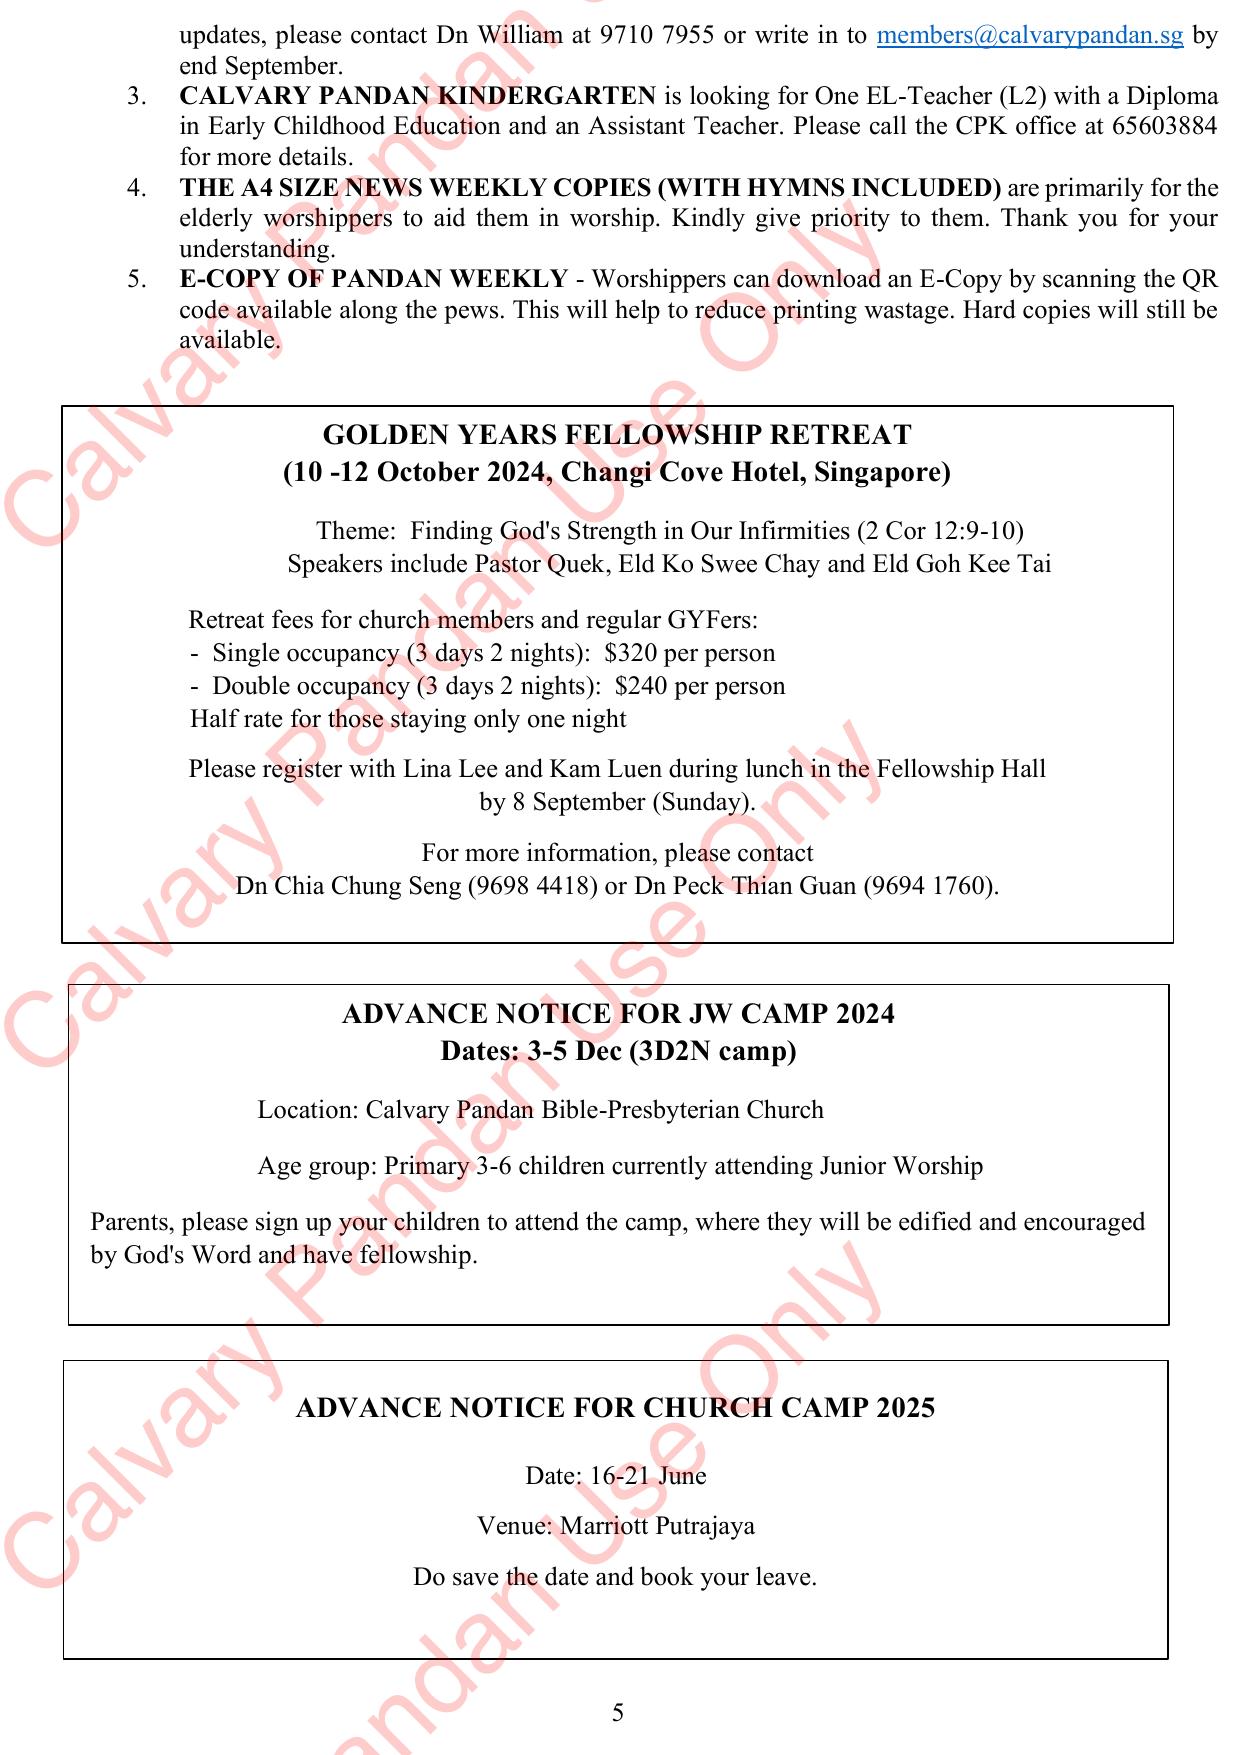 updates, please contact Dn William at 9710 7955 or write in to members@calvarypandan.sg by
end September.
3. CALVARY PANDAN KINDERGARTEN is looking for One EL-Teacher (L2) with a Diploma
in Early Childhood Education and an Assistant Teacher. Please call the CPK office at 65603884
for more details.
4. THE A4 SIZE NEWS WEEKLY COPIES (WITH HYMNS INCLUDED) are primarily for the
elderly worshippers to aid them in worship. Kindly give priority to them. Thank you for your
understanding.
5. E-COPY OF PANDAN WEEKLY - Worshippers can download an E-Copy by scanning the QR
code available along the pews. This will help to reduce printing wastage. Hard copies will still be
available.
GOLDEN YEARS FELLOWSHIP RETREAT
(10 -12 October 2024, Changi Cove Hotel, Singapore)
Theme: Finding God's Strength in Our Infirmities (2 Cor 12:9-10)
Speakers include Pastor Quek, Eld Ko Swee Chay and Eld Goh Kee Tai
Retreat fees for church members and regular GYFers:
- Single occupancy (3 days 2 nights): $320 per person
- Double occupancy (3 days 2 nights): $240 per person
Half rate for those staying only one night
Please register with Lina Lee and Kam Luen during lunch in the Fellowship Hall
by 8 September (Sunday).
For more information, please contact
Dn Chia Chung Seng (9698 4418) or Dn Peck Thian Guan (9694 1760).
ADVANCE NOTICE FOR JW CAMP 2024
Dates: 3-5 Dec (3D2N camp)
Location: Calvary Pandan Bible-Presbyterian Church
Age group: Primary 3-6 children currently attending Junior Worship
Parents, please sign up your children to attend the camp, where they will be edified and encouraged
by God's Word and have fellowship.
ADVANCE NOTICE FOR CHURCH CAMP 2025
Date: 16-21 June
Venue: Marriott Putrajaya
Do save the date and book your leave.
5
Calvary Pandan Use Only
Calvary Pandan Use Only
Calvary Pandan Use Only